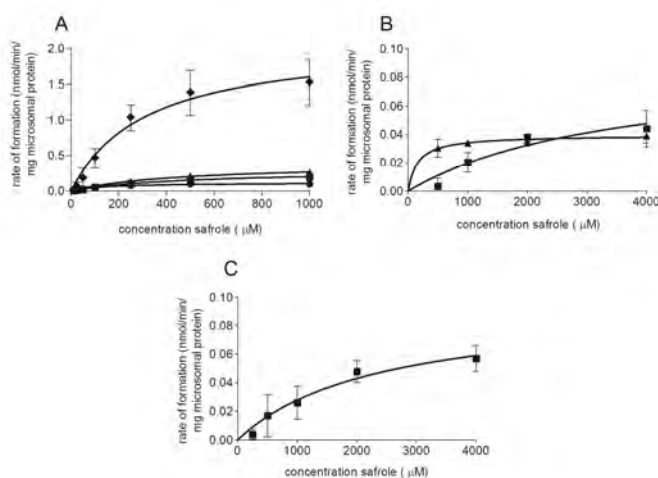 A
rate of formation (nmol/min/
mg microsomal protein)
2.0
1.5
1.0
0.5
0.0
0 200 400 600 800 1000
concentration safrole ( μM)
B
rate of formation (nmol/min/
mg microsomal protein)
0.10
0.08
0.06
0.04
0.02
0.00
0 1000 2000 3000 4000
concentration safrole ( μM)
C
rate of formation (nmol/min/
mg microsomal protein)
0.10
0.08
0.06
0.04
0.02
0.00
0 1000 2000 3000 4000
concentration safrole ( μM)